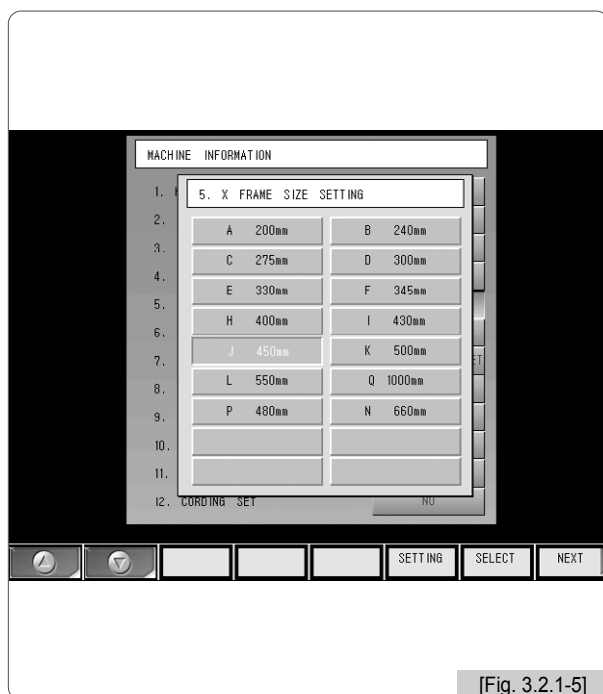 MACHINE INFORMATION
5. X FRAME SIZE SETTING
1.
2.
3.
4.
5.
6.
7.
8.
9.
10.
11.
12. CORDING SET NO
A 200mm B 240mm
C 275mm D 300mm
E 330mm F 345mm
H 400mm I 430mm
J 450mm K 500mm
L 550mm Q 1000mm
P 480mm N 660mm
SETTING SELECT NEXT
[Fig. 3.2.1-5]